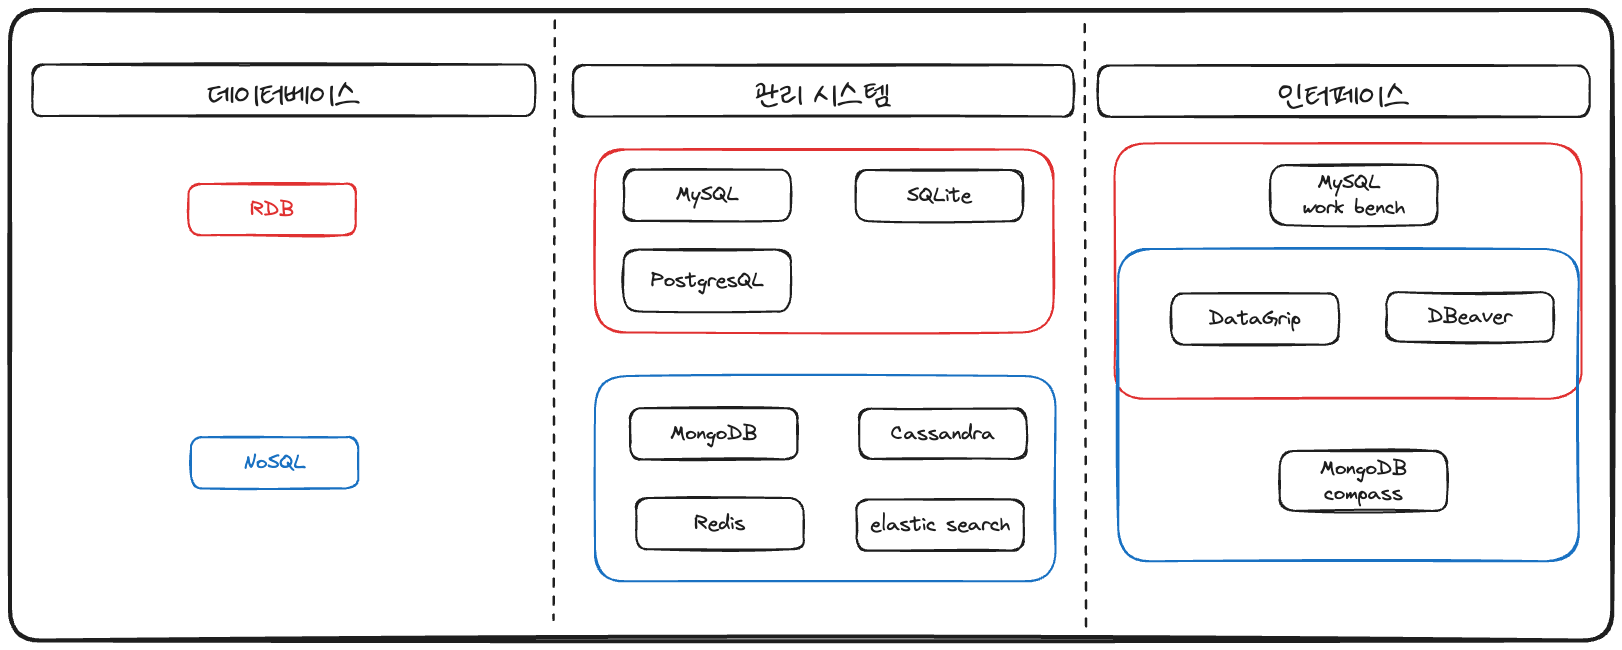 데이터베이스
관리 시스템
인터페이스
RDB
NoSQL
MySQL
SQLite
PostgresQL
MongoDB
Cassandra
Redis
elastic search
MySQL
work bench
DataGrip
DBeaver
MongoDB
compass